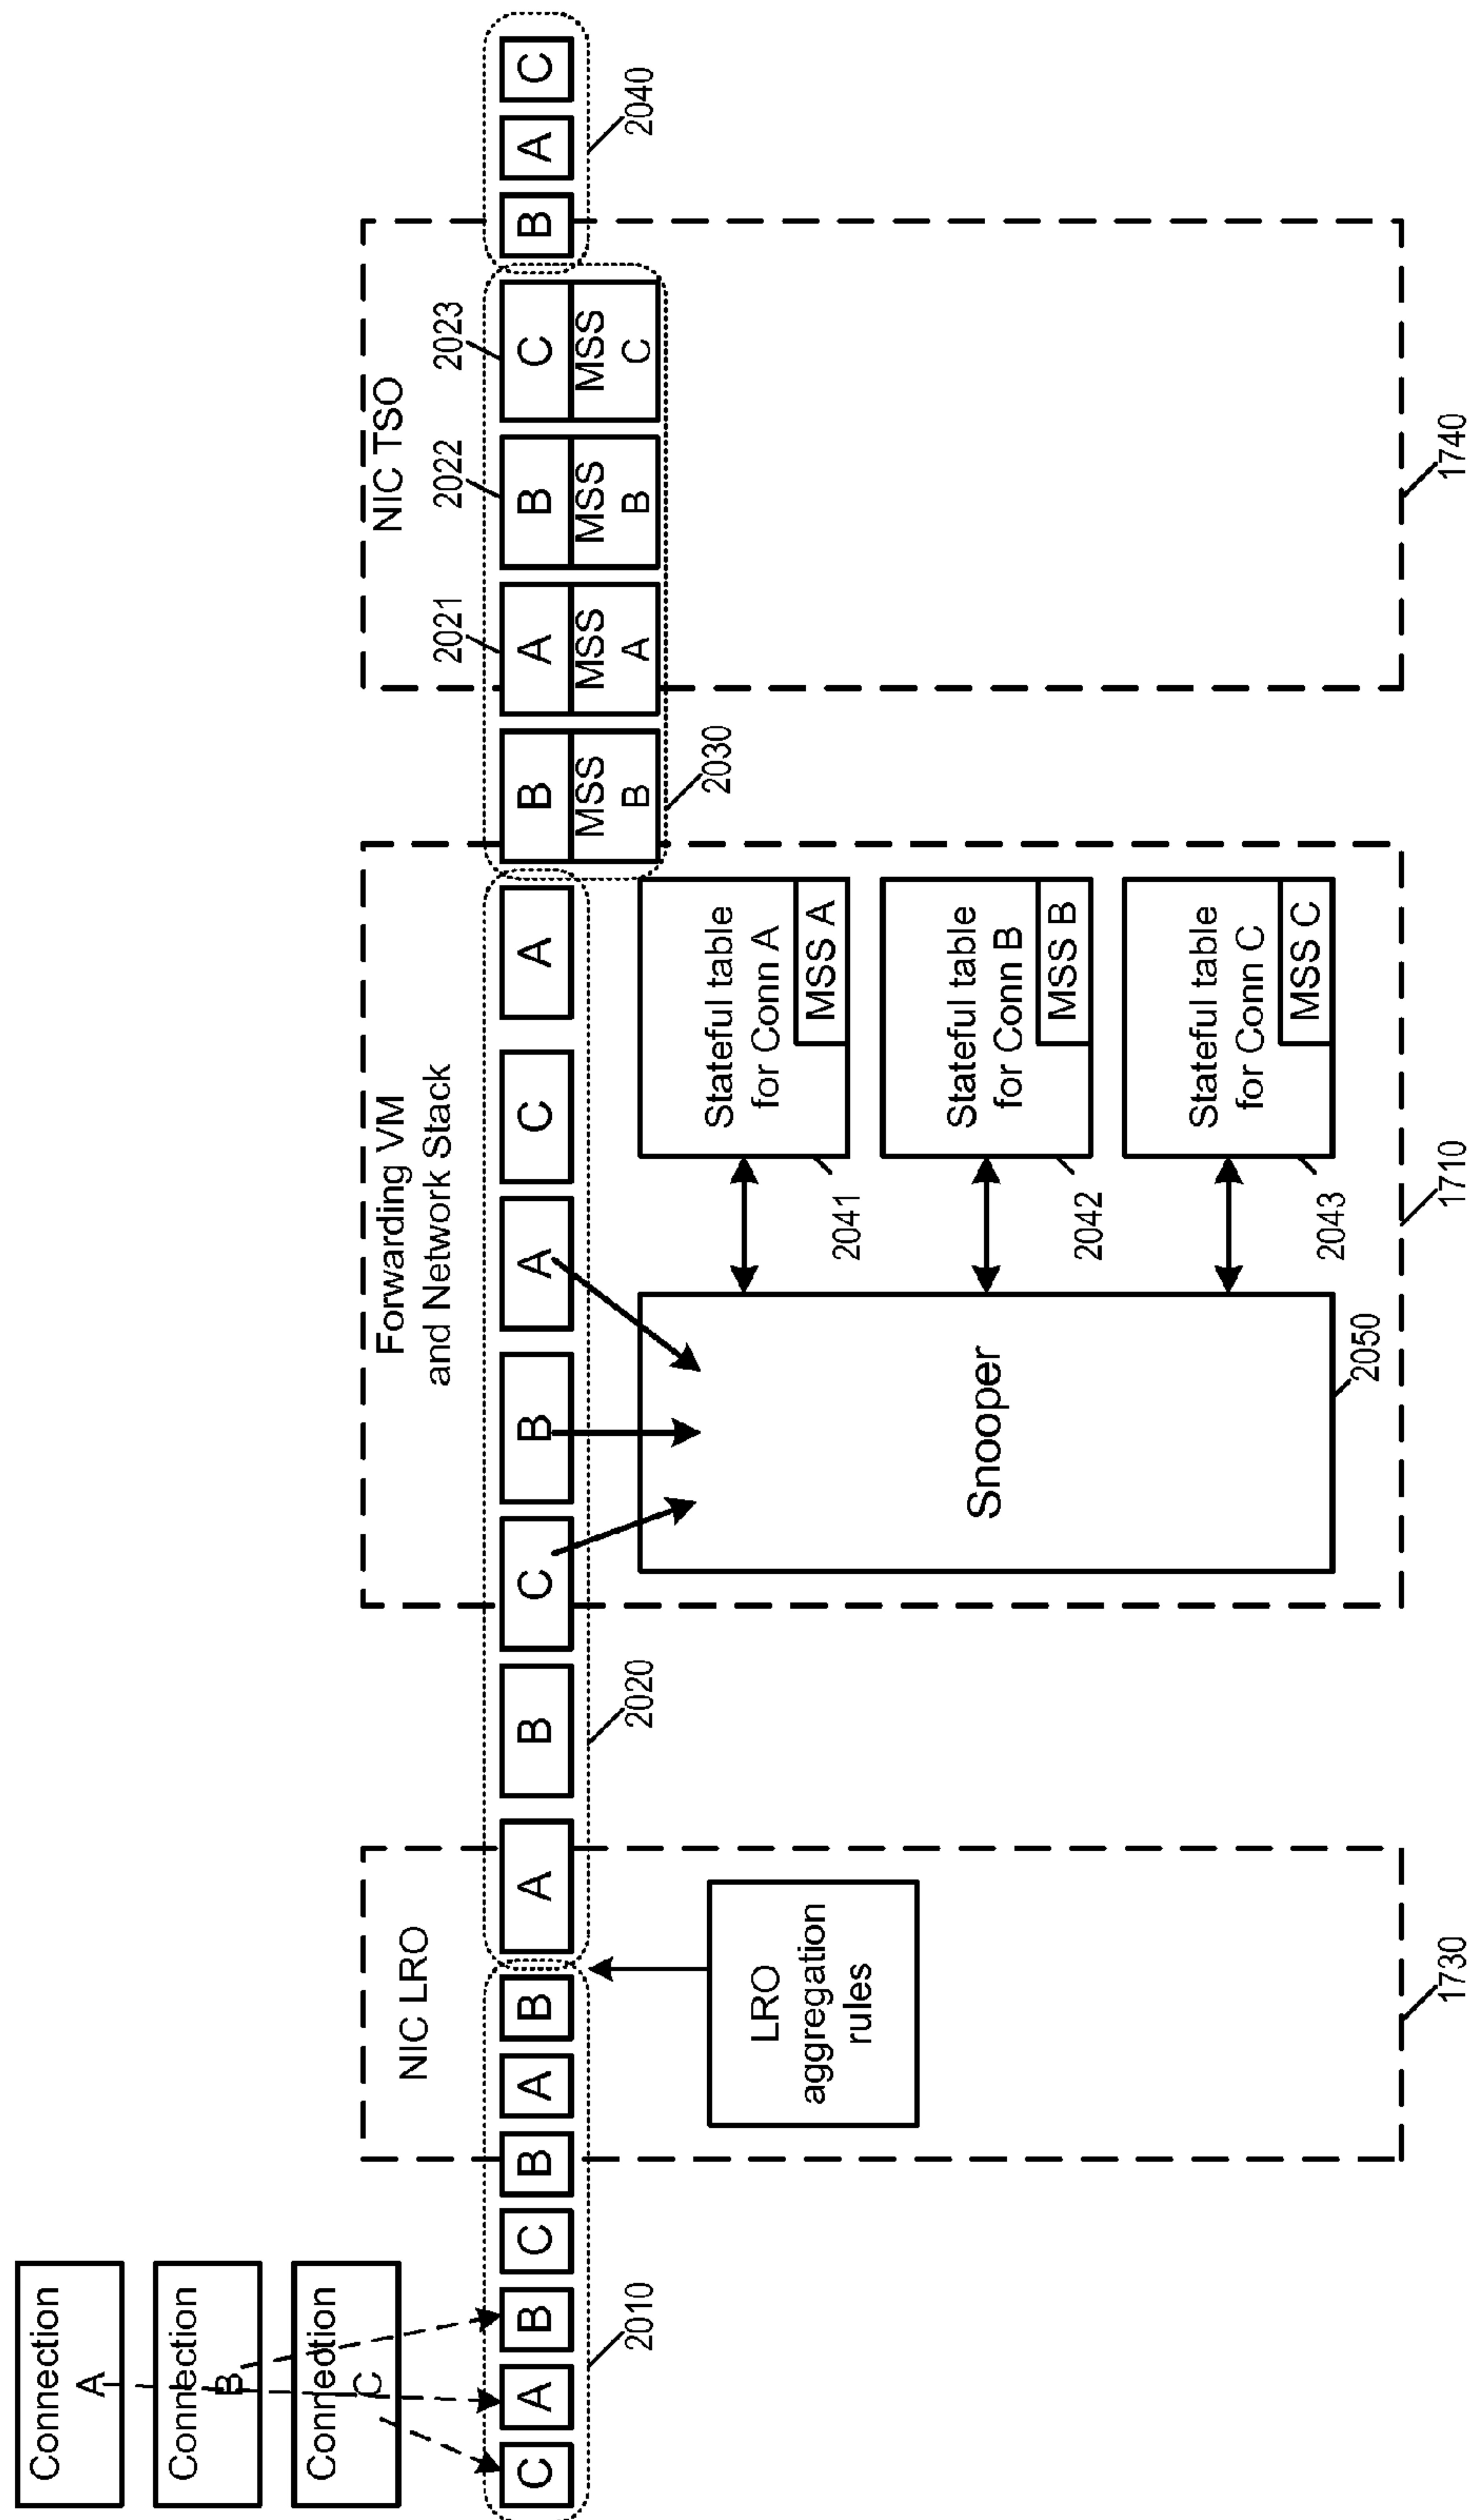 Connection
A
Connection
B
Connection
C
NIC LRO
Forwarding VM
and Network Stack
NIC TSO
2021
2022
2023
C
A
B
C
B
A
B
A
B
C
B
A
C
A
B
MSS
B
A
MSS
A
B
MSS
B
C
MSS
C
B
A
C
2010
2020
2030
2040
LRO
aggregation
rules
Snooper
2050
Stateful table
for Conn A
MSS A
2041
Stateful table
for Conn B
MSS B
2042
Stateful table
for Conn C
MSS C
2043
1730
1710
1740